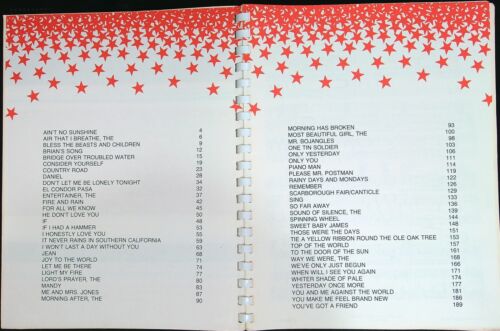 AIN'T NO SUNSHINE 4
AIR THAT I BREATHE, THE 6
BLESS THE BEASTS AND CHILDREN 9
BRIAN'S SONG 12
BRIDGE OVER TROUBLED WATER 15
CONSIDER YOURSELF 19
COUNTRY ROAD 23
DANIEL 28
DON'T LET ME BE LONELY TONIGHT 34
EL CONDOR PASA 32
ENTERTAINER, THE 37
FIRE AND RAIN 42
FOR ALL WE KNOW 45
HE DON'T LOVE YOU 50
IF 48
IF I HAD A HAMMER 53
I HONESTLY LOVE YOU 55
IT NEVER RAINS IN SOUTHERN CALIFORNIA 59
I WON'T LAST A DAY WITHOUT YOU 63
JEAN 68
JOY TO THE WORLD 71
LET ME BE THERE 74
LIGHT MY FIRE 77
LORD'S PRAYER, THE 80
MANDY 83
ME AND MRS. JONES 87
MORNING AFTER, THE 90
MORNING HAS BROKEN 93
MOST BEAUTIFUL GIRL, THE 100
MR. BOJANGLES 98
ONE TIN SOLDIER 103
ONLY YESTERDAY 106
ONLY YOU 111
PIANO MAN 114
PLEASE MR. POSTMAN 119
RAINY DAYS AND MONDAYS 122
REMEMBER 126
SCARBOROUGH FAIR/CANTICLE 129
SING 133
SO FAR AWAY 136
SOUND OF SILENCE, THE 139
SPINNING WHEEL 144
SWEET BABY JAMES 148
THOSE WERE THE DAYS 151
TIE A YELLOW RIBBON ROUND THE OLE OAK TREE 153
TOP OF THE WORLD 157
TO THE DOOR OF THE SUN 161
WAY WE WERE, THE 163
WE'VE ONLY JUST BEGUN 166
WHEN WILL I SEE YOU AGAIN 171
WHITER SHADE OF PALE 174
YESTERDAY ONCE MORE 177
YOU AND ME AGAINST THE WORLD 181
YOU MAKE ME FEEL BRAND NEW 186
YOU'VE GOT A FRIEND 189